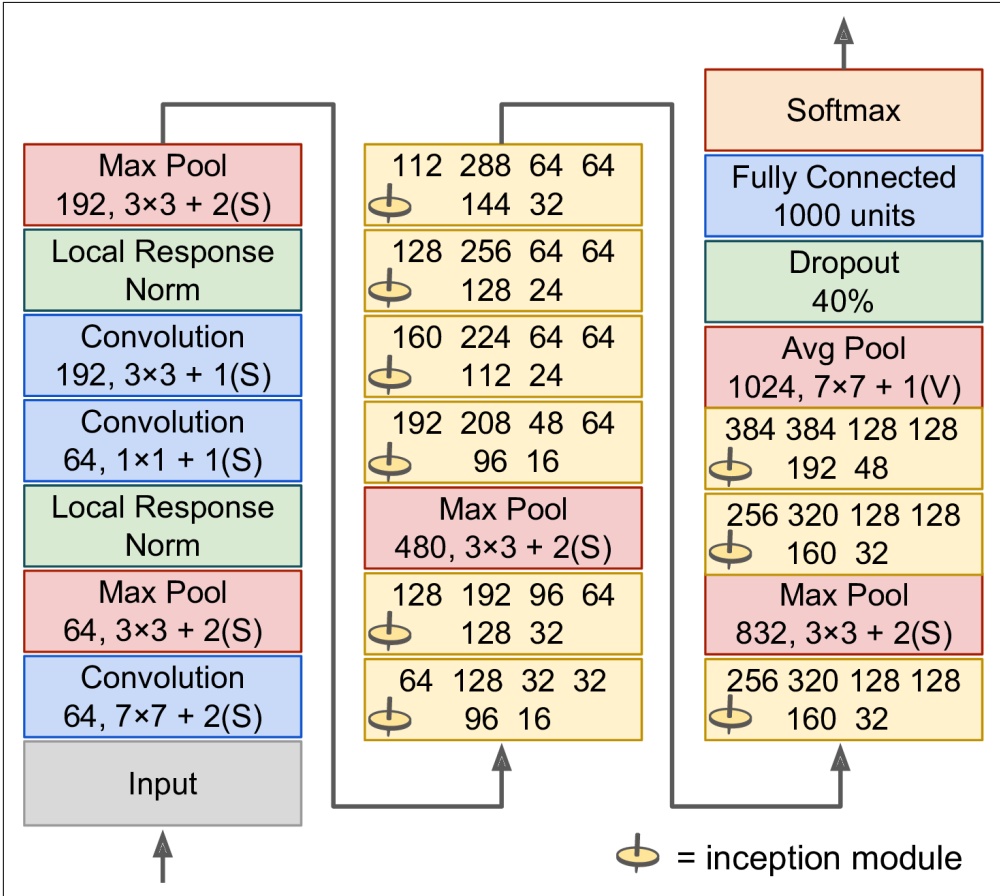 Max Pool
192, 3×3 + 2(S)
Local Response
Norm
Convolution
192, 3×3 + 1(S)
Convolution
64, 1×1 + 1(S)
Local Response
Norm
Max Pool
64, 3×3 + 2(S)
Convolution
64, 7×7 + 2(S)
Input
112 288 64 64
144 32
128 256 64 64
128 24
160 224 64 64
112 24
192 208 48 64
96 16
Max Pool
480, 3×3 + 2(S)
128 192 96 64
128 32
64 128 32 32
96 16
Softmax
Fully Connected
1000 units
Dropout
40%
Avg Pool
1024, 7×7 + 1(V)
384 384 128 128
192 48
256 320 128 128
160 32
Max Pool
832, 3×3 + 2(S)
256 320 128 128
160 32
= inception module